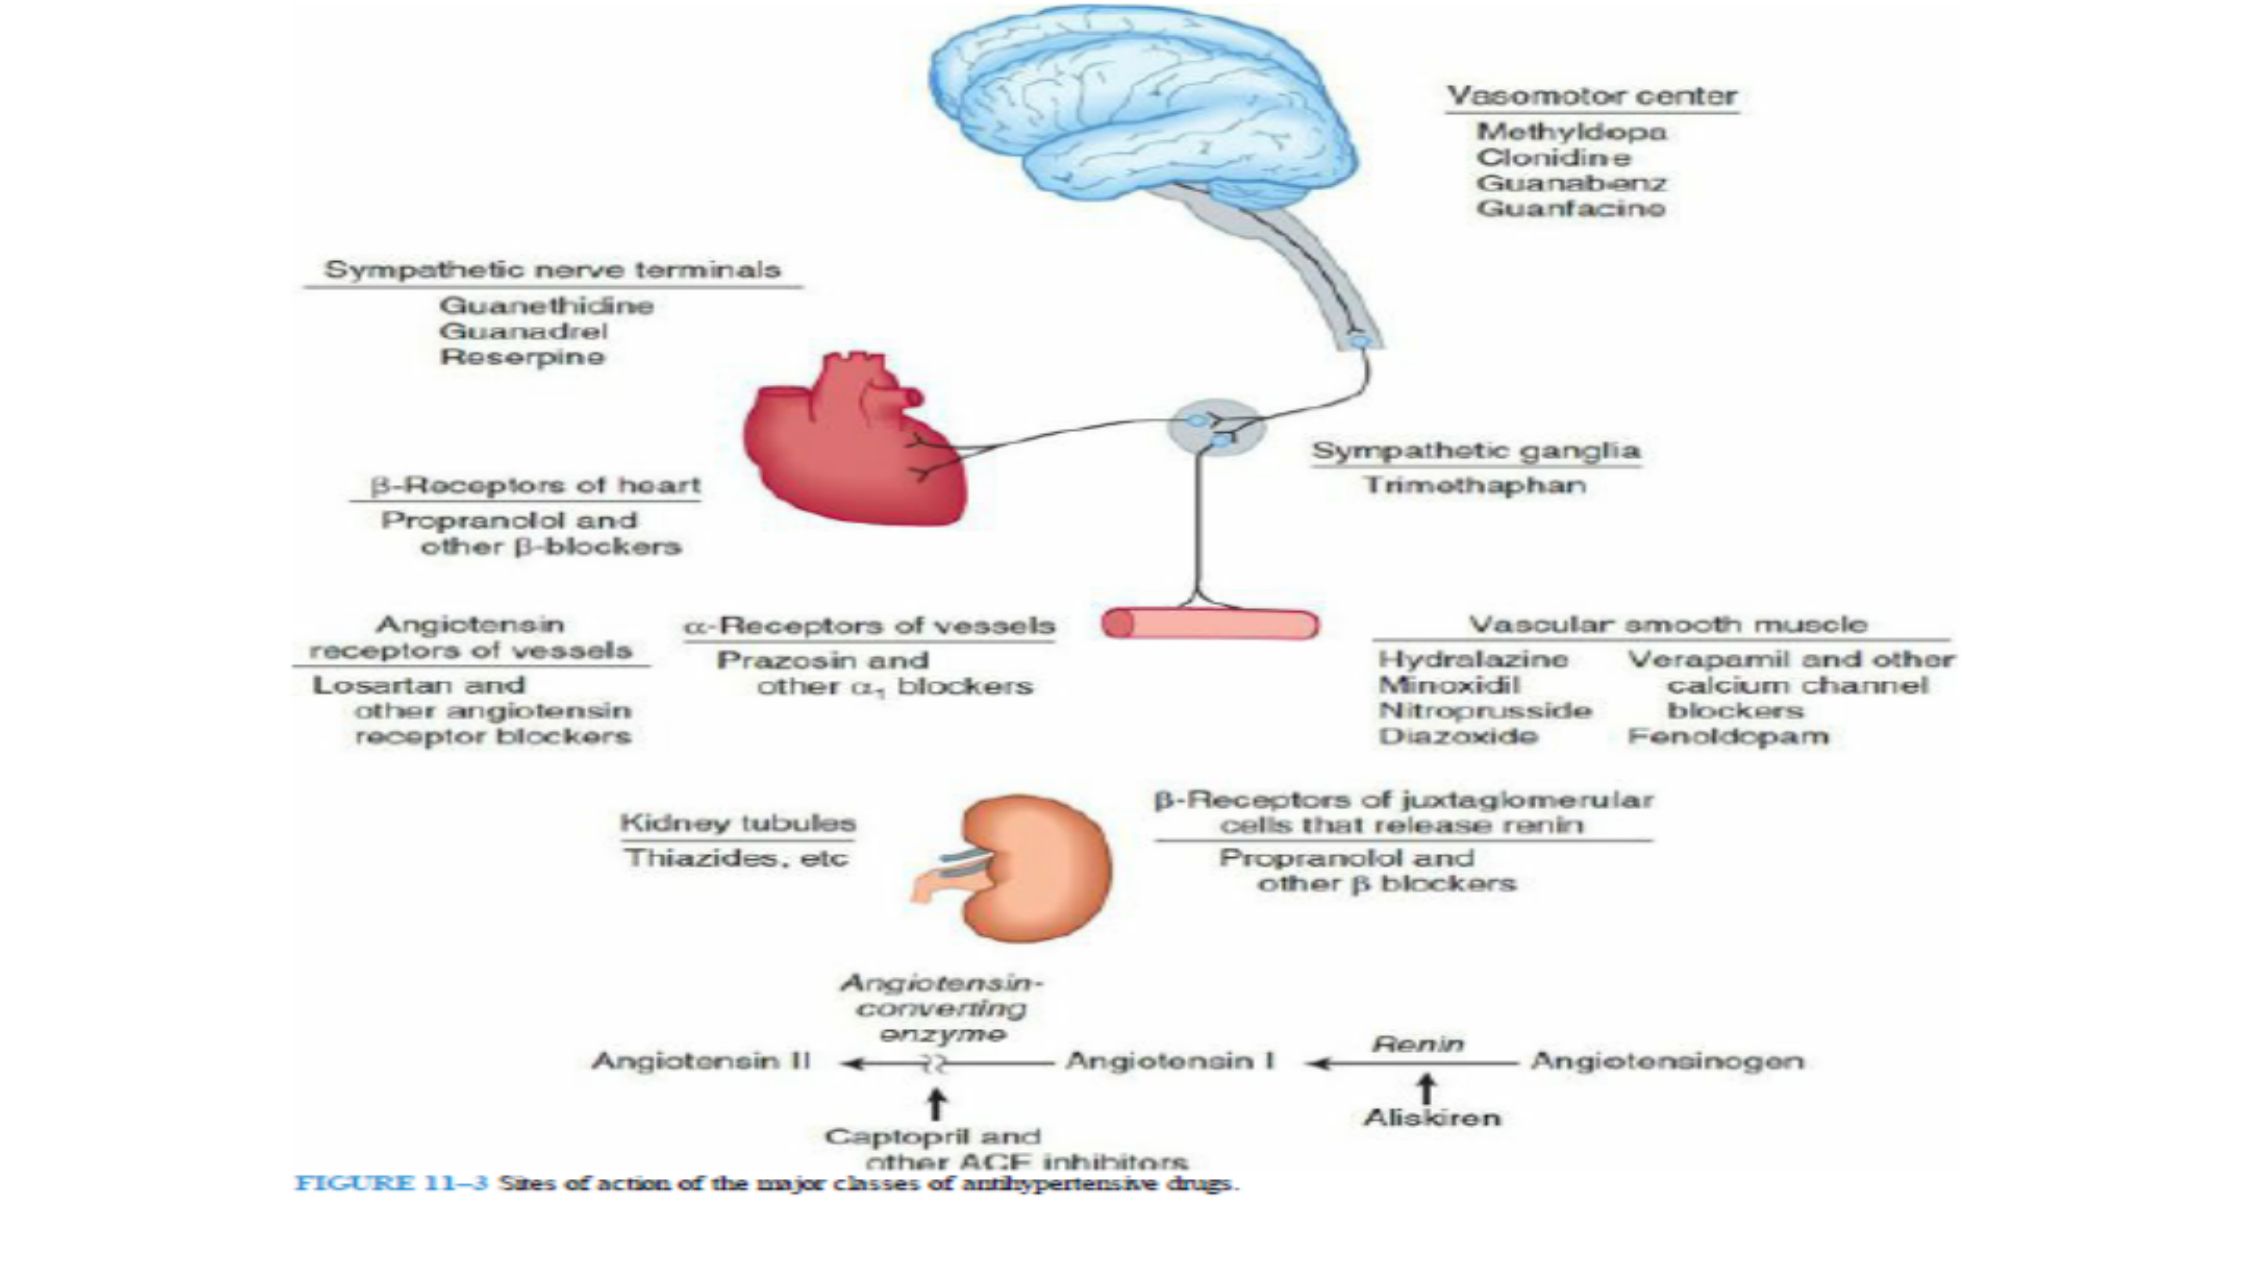 Vasomotor center
Methyldopa
Clonidine
Guanabenz
Guanfacine
Sympathetic nerve terminals
Guanethidine
Guanadrel
Reserpine
Sympathetic ganglia
Trimethaphan
β-Receptors of heart
Propranolol and
other β-blockers
Angiotensin
receptors of vessels
Losartan and
other angiotensin
receptor blockers
α-Receptors of vessels
Prazosin and
other α₁ blockers
Vascular smooth muscle
Hydralazine
Minoxidil
Nitroprusside
Diazoxide
Verapamil and other
calcium channel
blockers
Fenoldopam
Kidney tubules
Thiazides, etc
β-Receptors of juxtaglomerular
cells that release renin
Propranolol and
other β blockers
Angiotensin-
converting
enzyme
Renin
Angiotensin II
Angiotensin I
Angiotensinogen
Aliskiren
Captopril and
other ACE inhibitors
FIGURE 11–3 Sites of action of the major classes of antihypertensive drugs.